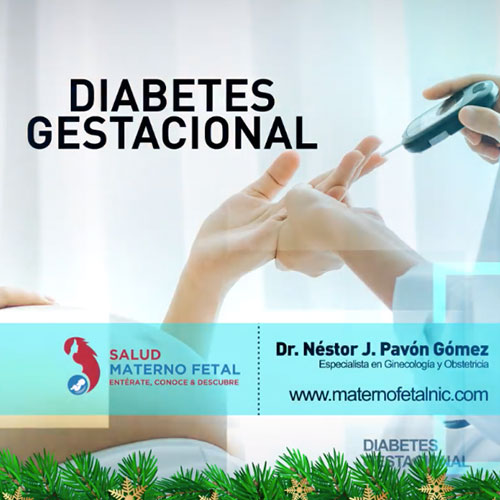 DIABETES
GESTACIONAL
SALUD
MATERNO FETAL
ENTÉRATE, CONOCE & DESCUBRE
Dr. Néstor J. Pavón Gómez
Especialista en Ginecología y Obstetricia
www.maternofetalnic.com
DIABETES
GESTACIONAL